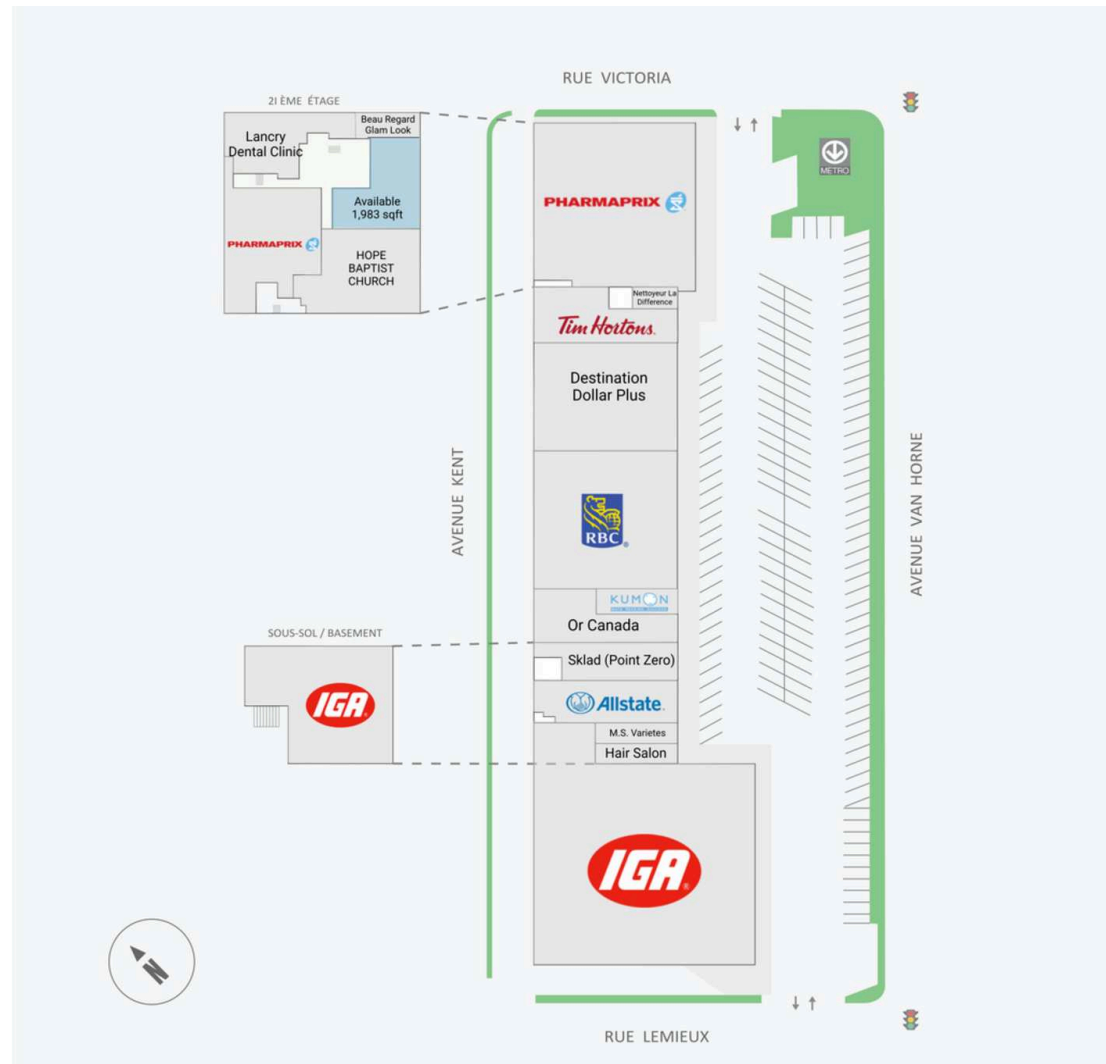 RUE VICTORIA
2I ÈME ÉTAGE
Lancry
Dental Clinic
Beau Regard
Glam Look
Available
1,983 sqft
PHARMAPRIX
HOPE
BAPTIST
CHURCH
PHARMAPRIX
METRO
Nettoyeur La
Difference
Tim Hortons.
Destination
Dollar Plus
AVENUE KENT
AVENUE VAN HORNE
RBC
KUMON
Or Canada
SOUS-SOL / BASEMENT
IGA
Sklad (Point Zero)
Allstate.
M.S. Varietes
Hair Salon
IGA
N
RUE LEMIEUX